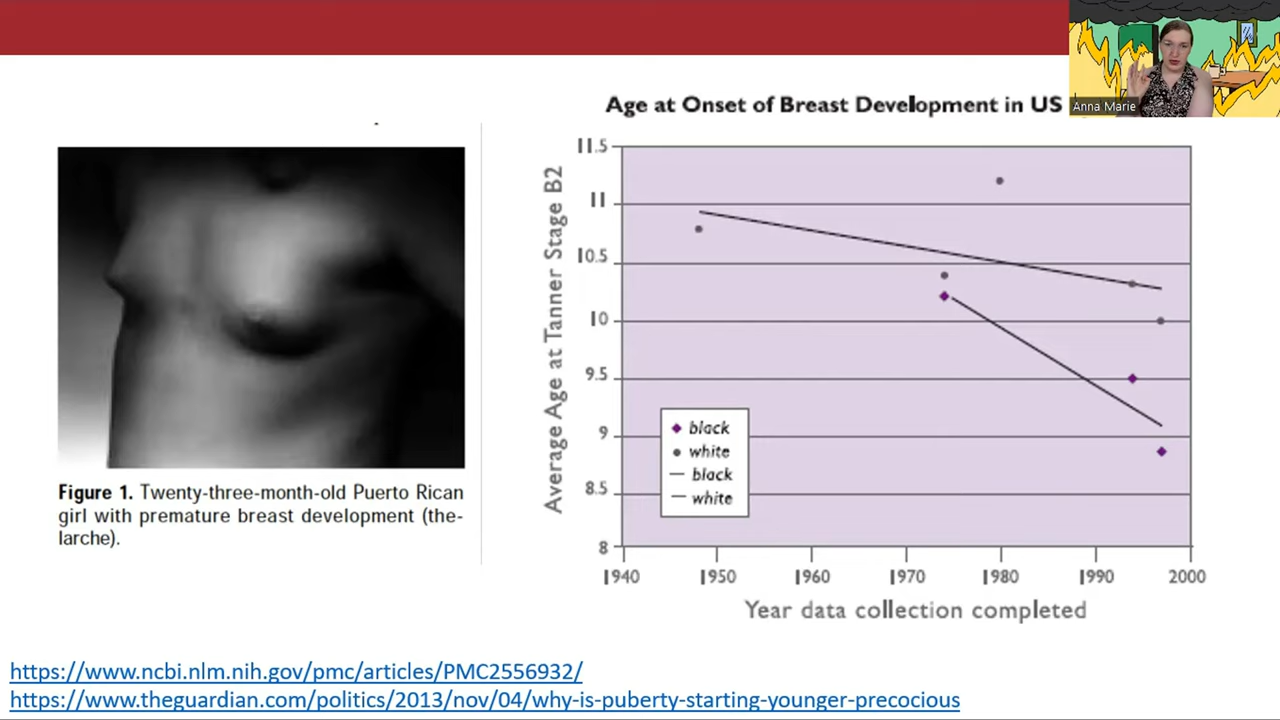 Anna Marie
Age at Onset of Breast Development in US
Figure 1. Twenty-three-month-old Puerto Rican
girl with premature breast development (the-
larche).
Average Age at Tanner Stage B2
11.5
11
10.5
10
9.5
9
8.5
8
black
white
black
white
1940
1950
1960
1970
1980
1990
2000
Year data collection completed
https://www.ncbi.nlm.nih.gov/pmc/articles/PMC2556932/
https://www.theguardian.com/politics/2013/nov/04/why-is-puberty-starting-younger-precocious